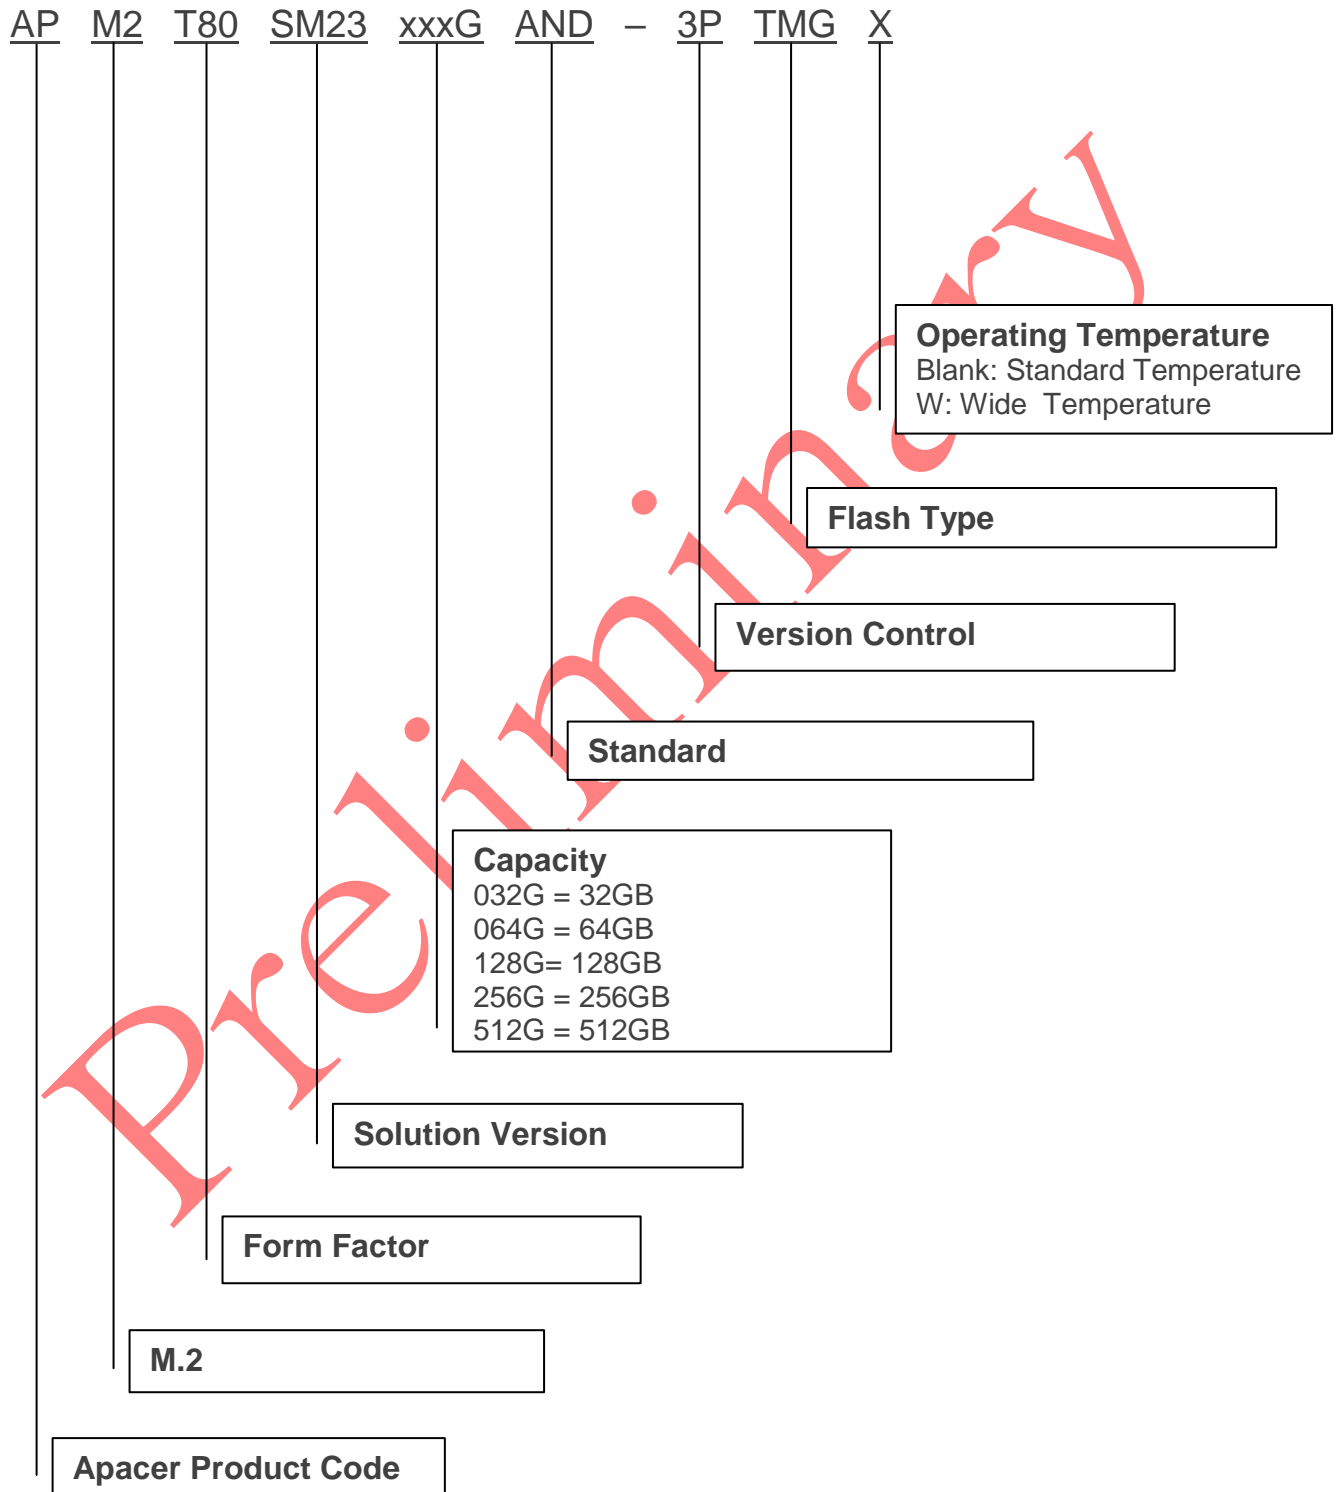 AP M2 T80 SM23 xxxG AND – 3P TMG X
Operating Temperature
Blank: Standard Temperature
W: Wide  Temperature
Flash Type
Version Control
Standard
Capacity
032G = 32GB
064G = 64GB
128G= 128GB
256G = 256GB
512G = 512GB
Solution Version
Form Factor
M.2
Apacer Product Code
Preliminary